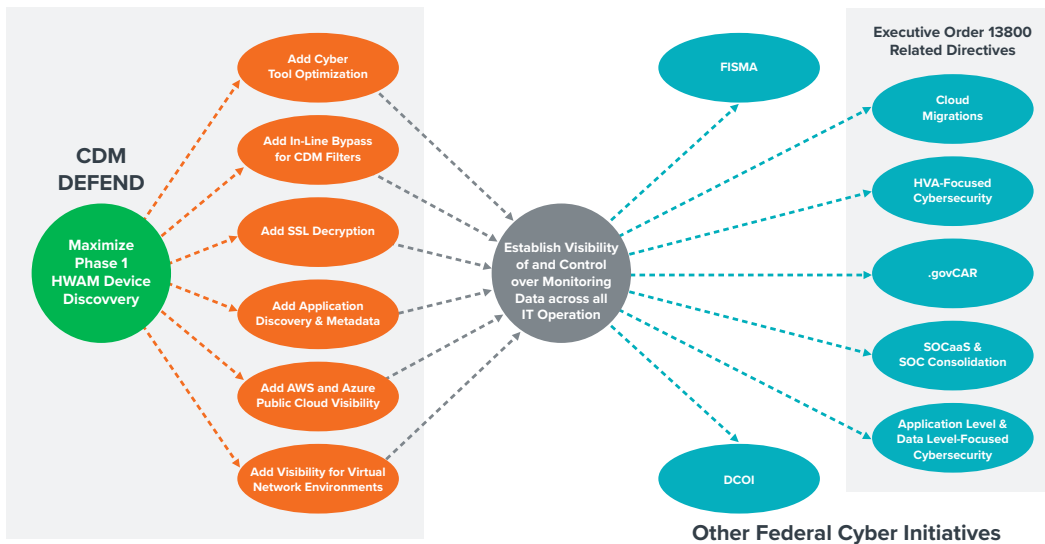 CDM
DEFEND
Maximize
Phase 1
HWAM Device
Discovvery
Add Cyber
Tool Optimization
Add In-Line Bypass
for CDM Filters
Add SSL Decryption
Add Application
Discovery & Metadata
Add AWS and Azure
Public Cloud Visibility
Add Visibility for Virtual
Network Environments
Establish Visibility
of and Control
over Monitoring
Data across all
IT Operation
FISMA
DCOI
Executive Order 13800
Related Directives
Cloud
Migrations
HVA-Focused
Cybersecurity
.govCAR
SOCaaS &
SOC Consolidation
Application Level &
Data Level-Focused
Cybersecurity
Other Federal Cyber Initiatives